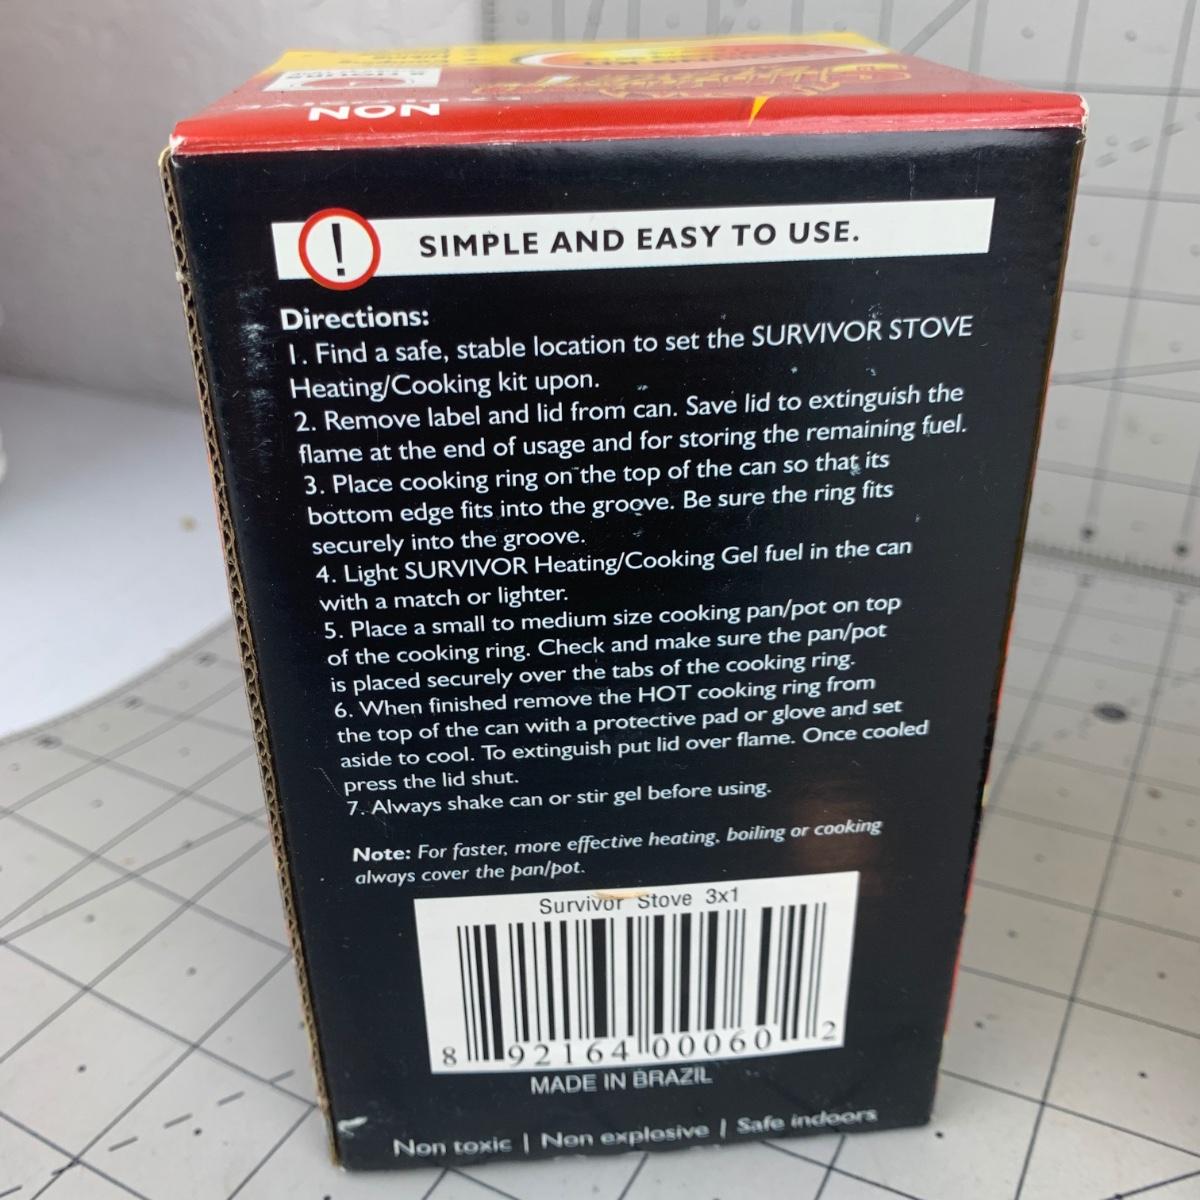 NON
! SIMPLE AND EASY TO USE.
Directions:
1. Find a safe, stable location to set the SURVIVOR STOVE
Heating/Cooking kit upon.
2. Remove label and lid from can. Save lid to extinguish the
flame at the end of usage and for storing the remaining fuel.
3. Place cooking ring on the top of the can so that its
bottom edge fits into the groove. Be sure the ring fits
securely into the groove.
4. Light SURVIVOR Heating/Cooking Gel fuel in the can
with a match or lighter.
5. Place a small to medium size cooking pan/pot on top
of the cooking ring. Check and make sure the pan/pot
is placed securely over the tabs of the cooking ring.
6. When finished remove the HOT cooking ring from
the top of the can with a protective pad or glove and set
aside to cool. To extinguish put lid over flame. Once cooled
press the lid shut.
7. Always shake can or stir gel before using.
Note: For faster, more effective heating, boiling or cooking
always cover the pan/pot.
Survivor Stove 3x1
8 92164 00060 2
MADE IN BRAZIL
Non toxic | Non explosive | Safe indoors